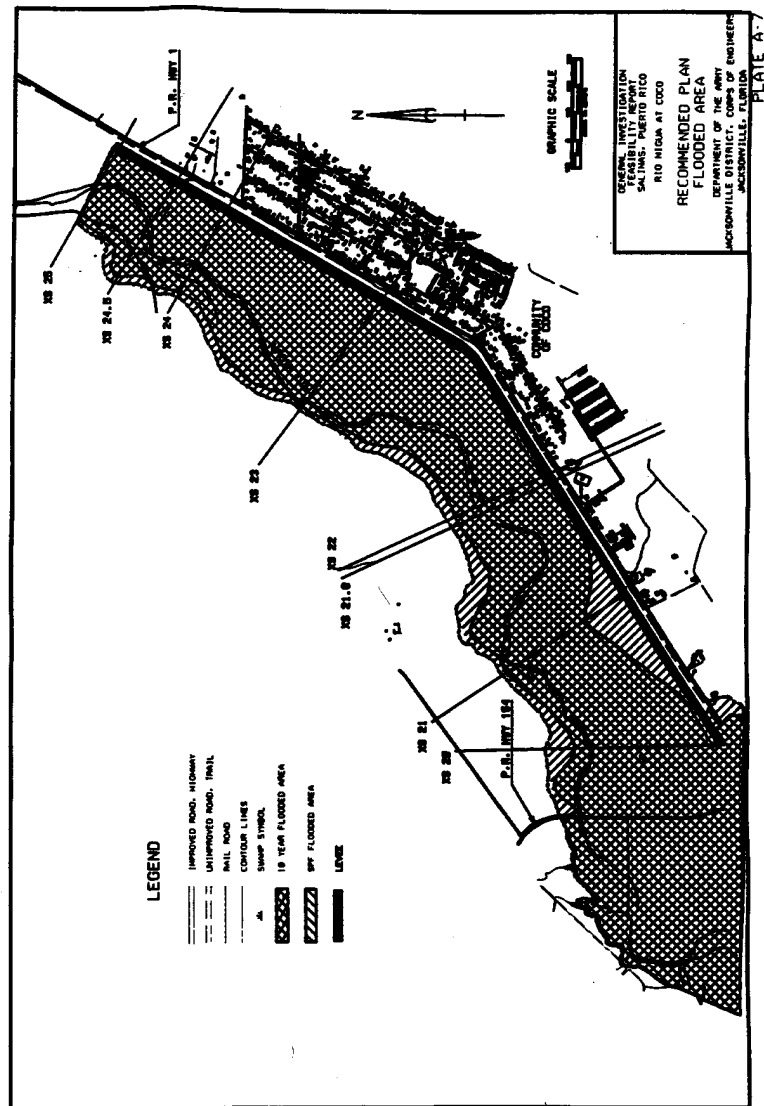 LEGEND
IMPROVED ROAD, HIGHWAY
UNIMPROVED ROAD, TRAIL
RAIL ROAD
CONTOUR LINES
SWAMP SYMBOL
10 YEAR FLOODED AREA
SPF FLOODED AREA
LEVEE
XS 25
XS 24.5
XS 24
XS 23
XS 22
XS 21.9
XS 21
XS 20
P.R. HWY 184
P.R. HWY 1
COMMUNITY
OF COCO
N
GRAPHIC SCALE
GENERAL INVESTIGATION
FEASIBILITY REPORT
SALINAS, PUERTO RICO
RIO NIGUA AT COCO
RECOMMENDED PLAN
FLOODED AREA
DEPARTMENT OF THE ARMY
JACKSONVILLE DISTRICT, CORPS OF ENGINEERS
JACKSONVILLE, FLORIDA
PLATE A-7